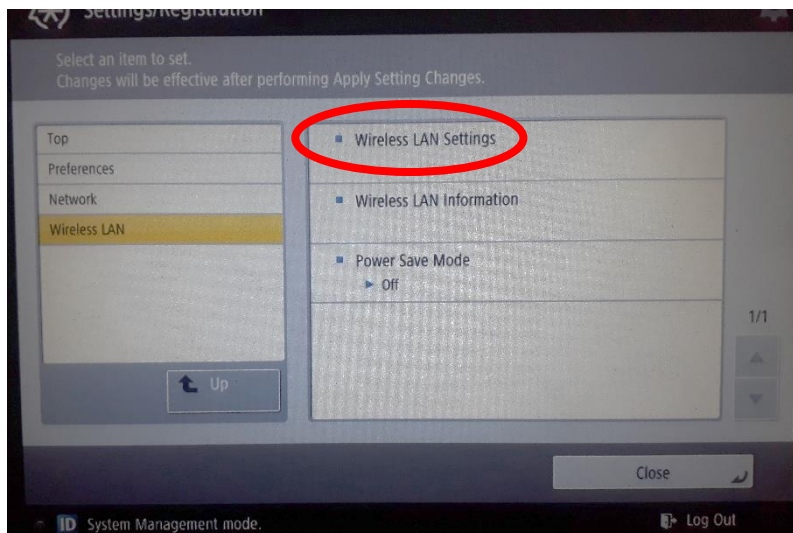 Settings/Registration
Select an item to set.
Changes will be effective after performing Apply Setting Changes.
Top
Preferences
Network
Wireless LAN
Up
Wireless LAN Settings
Wireless LAN Information
Power Save Mode
Off
1/1
Close
ID System Management mode.
Log Out